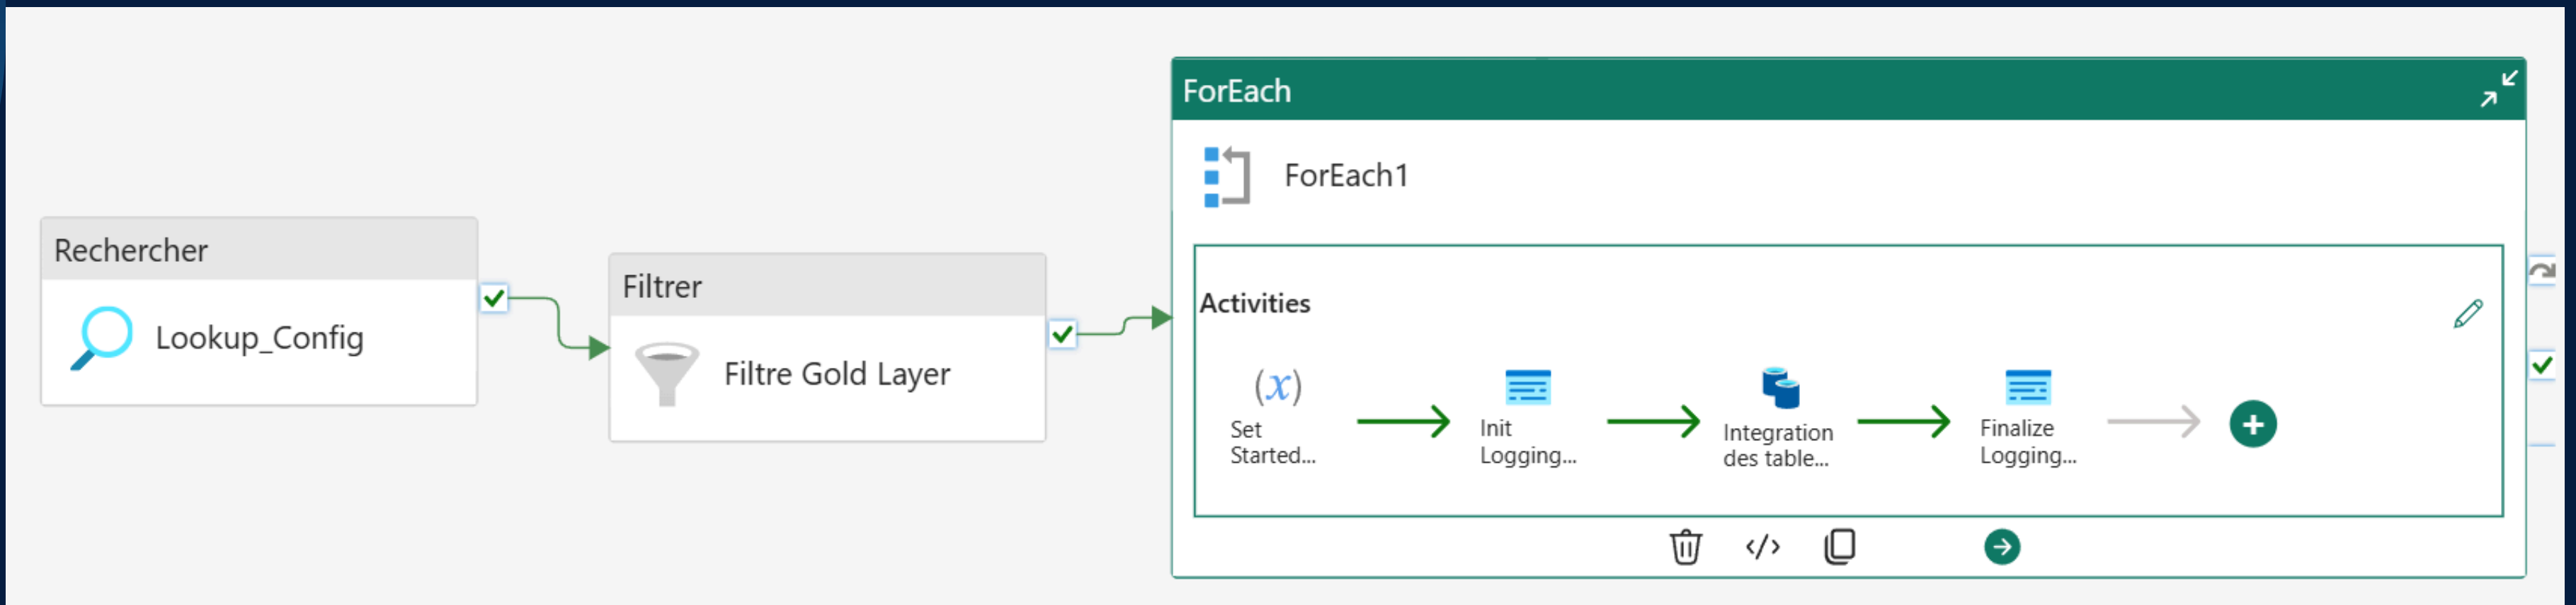 Rechercher
Lookup_Config
Filtrer
Filtre Gold Layer
ForEach
ForEach1
Activities
(x)
Set
Started...
Init
Logging...
Integration
des table...
Finalize
Logging...